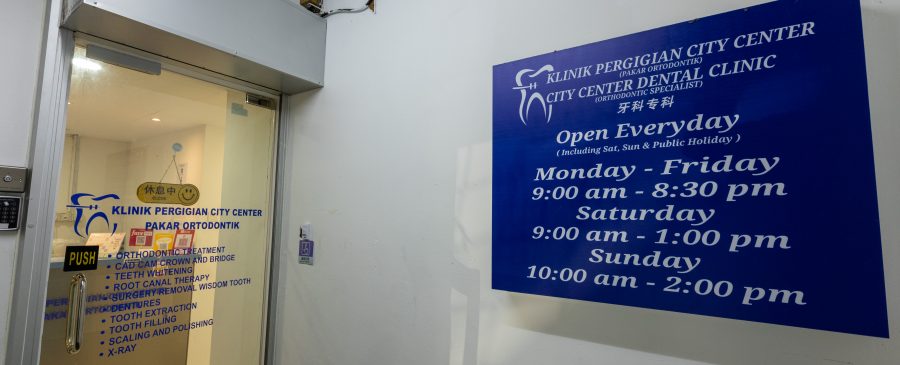 休息中
KLINIK PERGIGIAN CITY CENTER
PAKAR ORTODONTIK
PUSH
• ORTHODONTIC TREATMENT
• CAD CAM CROWN AND BRIDGE
• TEETH WHITENING
• ROOT CANAL THERAPY
• SURGERY REMOVAL WISDOM TOOTH
• DENTURES
• TOOTH EXTRACTION
• TOOTH FILLING
• SCALING AND POLISHING
• X-RAY
KLINIK PERGIGIAN CITY CENTER
(PAKAR ORTODONTIK)
CITY CENTER DENTAL CLINIC
(ORTHODONTIC SPECIALIST)
牙科专科
Open Everyday
( Including Sat, Sun & Public Holiday )
Monday - Friday
9:00 am - 8:30 pm
Saturday
9:00 am - 1:00 pm
Sunday
10:00 am - 2:00 pm